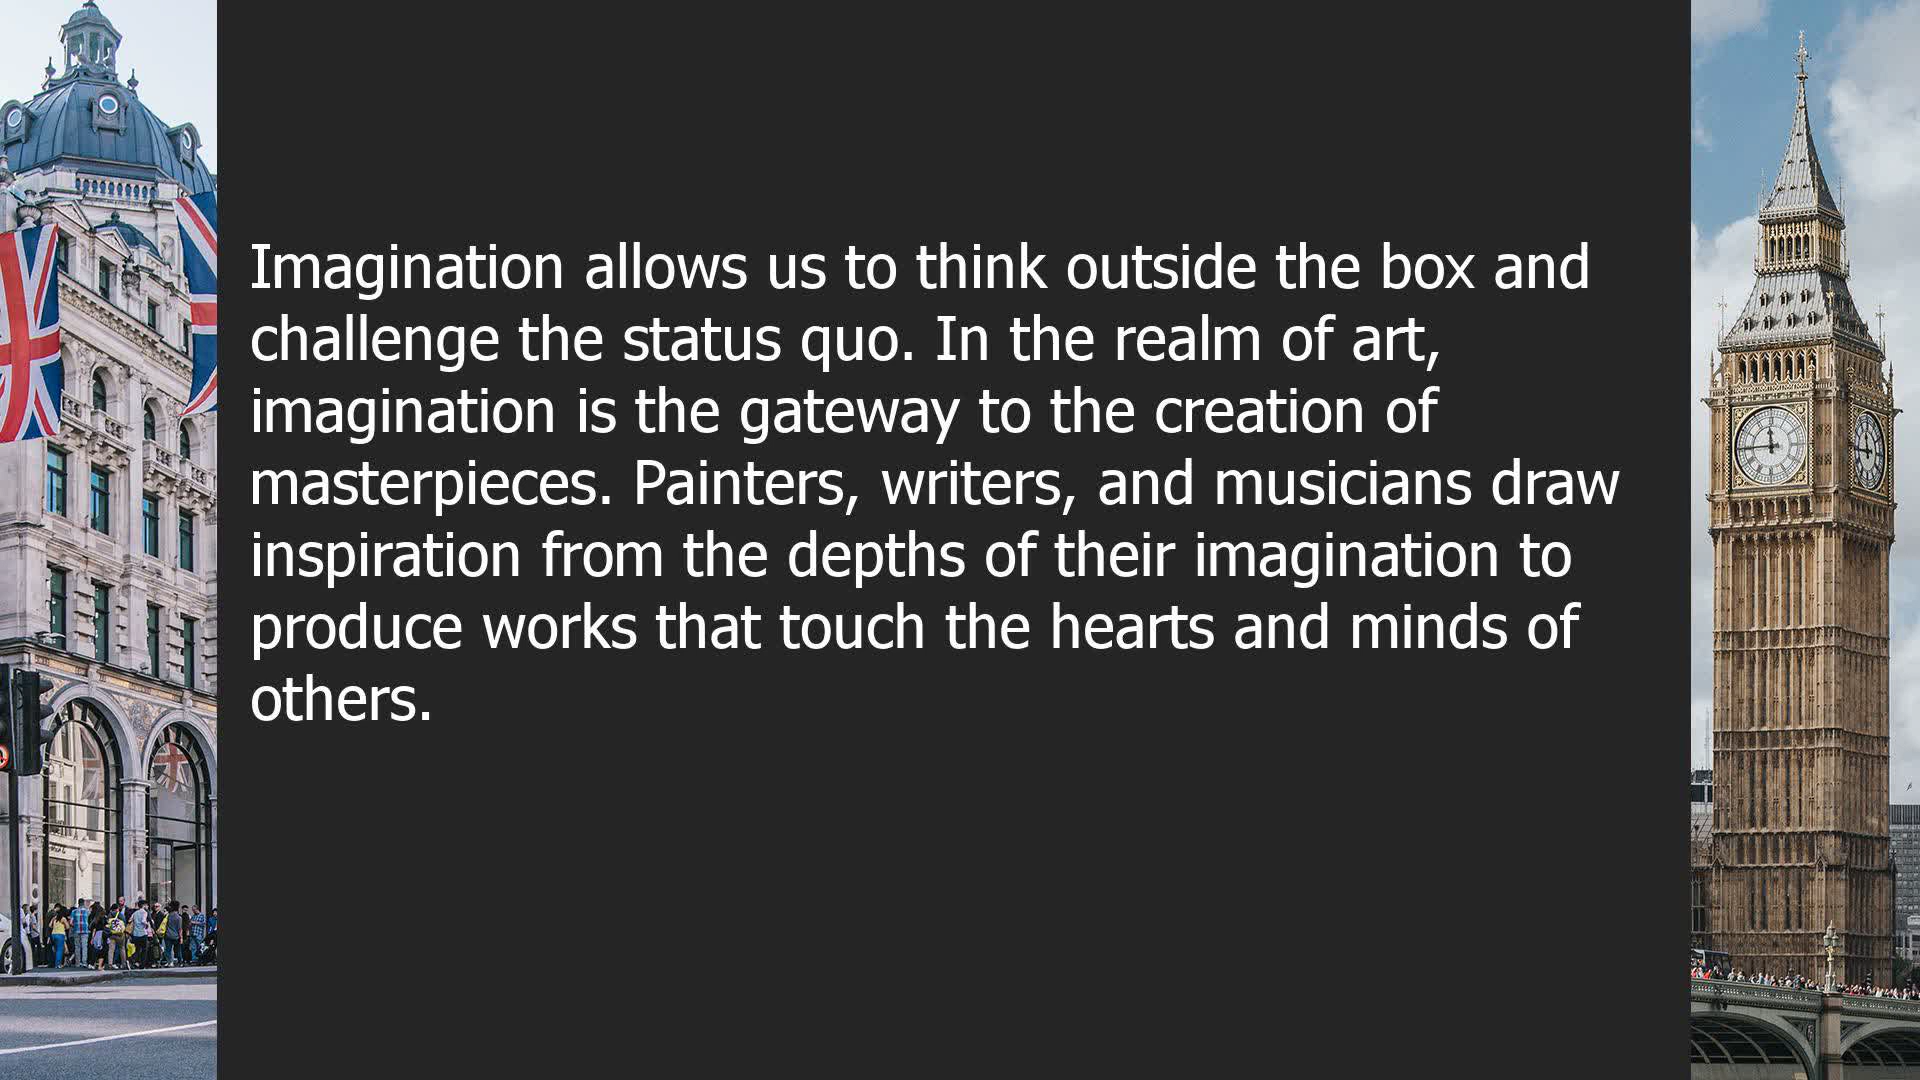 Imagination allows us to think outside the box and
challenge the status quo. In the realm of art,
imagination is the gateway to the creation of
masterpieces. Painters, writers, and musicians draw
inspiration from the depths of their imagination to
produce works that touch the hearts and minds of
others.